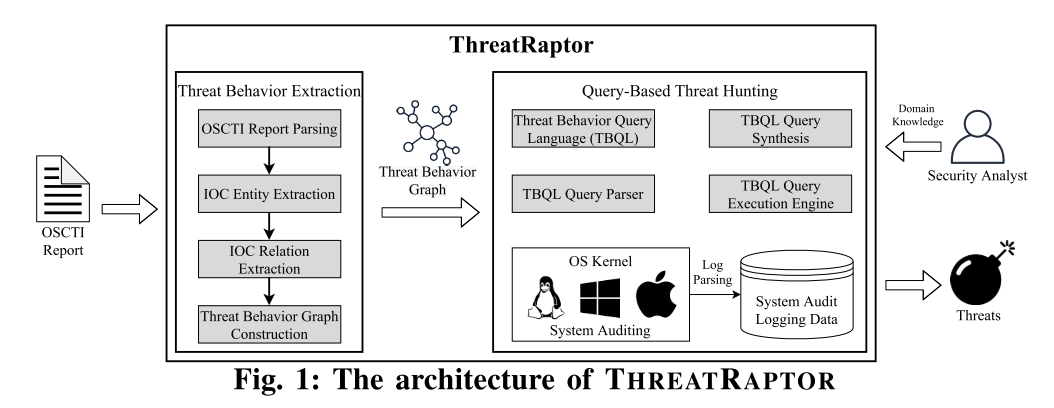 ThreatRaptor
Threat Behavior Extraction
OSCTI Report Parsing
IOC Entity Extraction
IOC Relation
Extraction
Threat Behavior Graph
Construction
OSCTI
Report
Threat Behavior
Graph
Query-Based Threat Hunting
Threat Behavior Query
Language (TBQL)
TBQL Query
Synthesis
TBQL Query Parser
TBQL Query
Execution Engine
OS Kernel
System Auditing
Log
Parsing
System Audit
Logging Data
Domain
Knowledge
Security Analyst
Threats
Fig. 1: The architecture of THREATRAPTOR